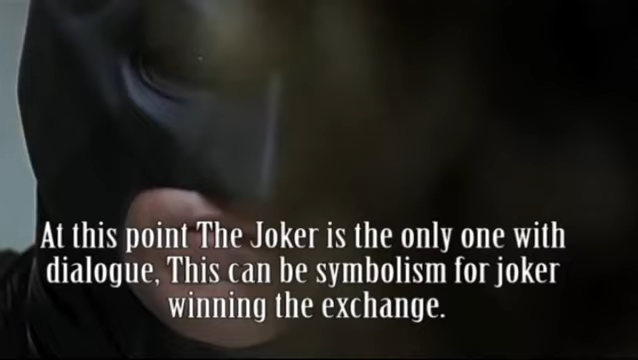 At this point The Joker is the only one with
dialogue, This can be symbolism for joker
winning the exchange.